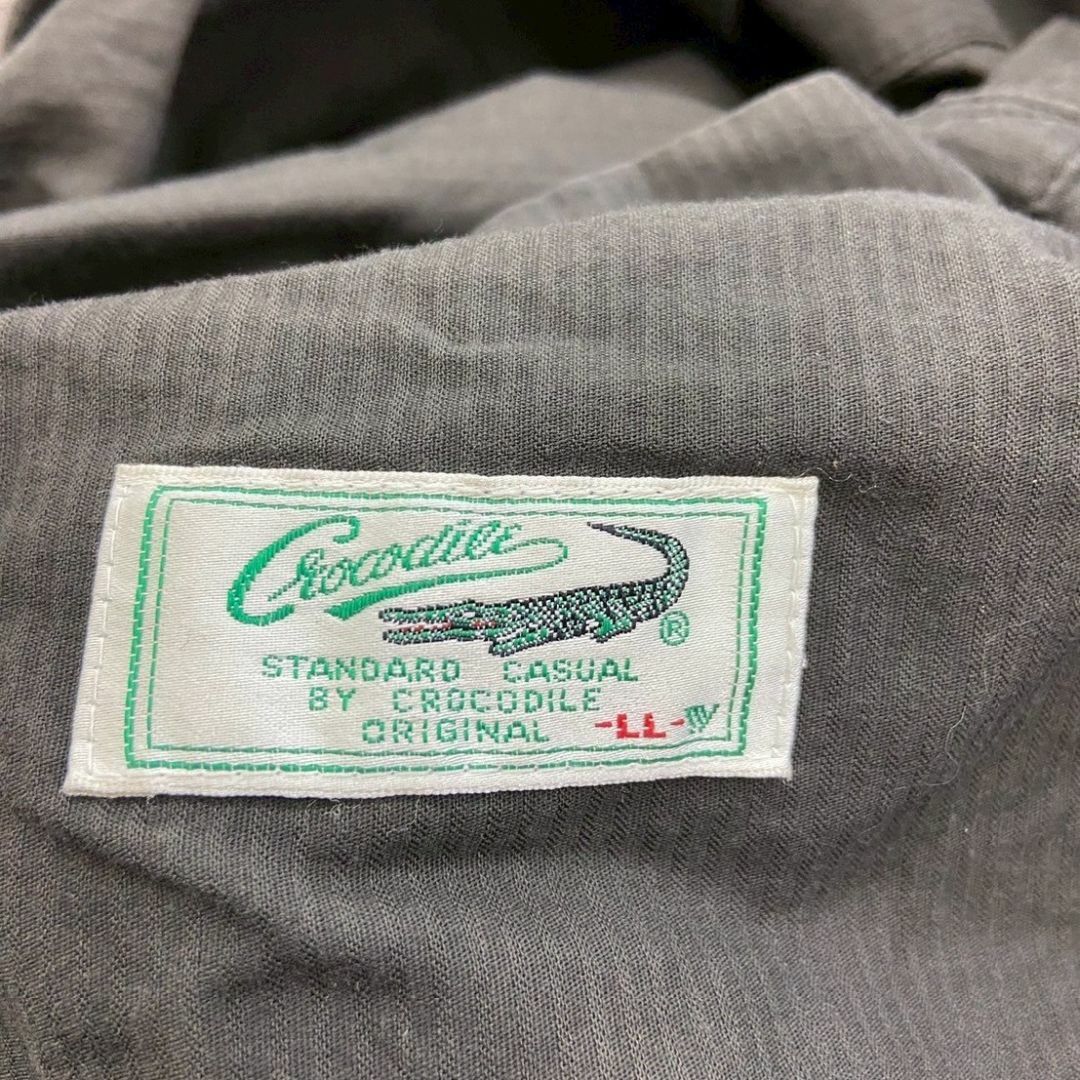 Crocodile
®
STANDARD CASUAL
BY CROCODILE
ORIGINAL -LL-W